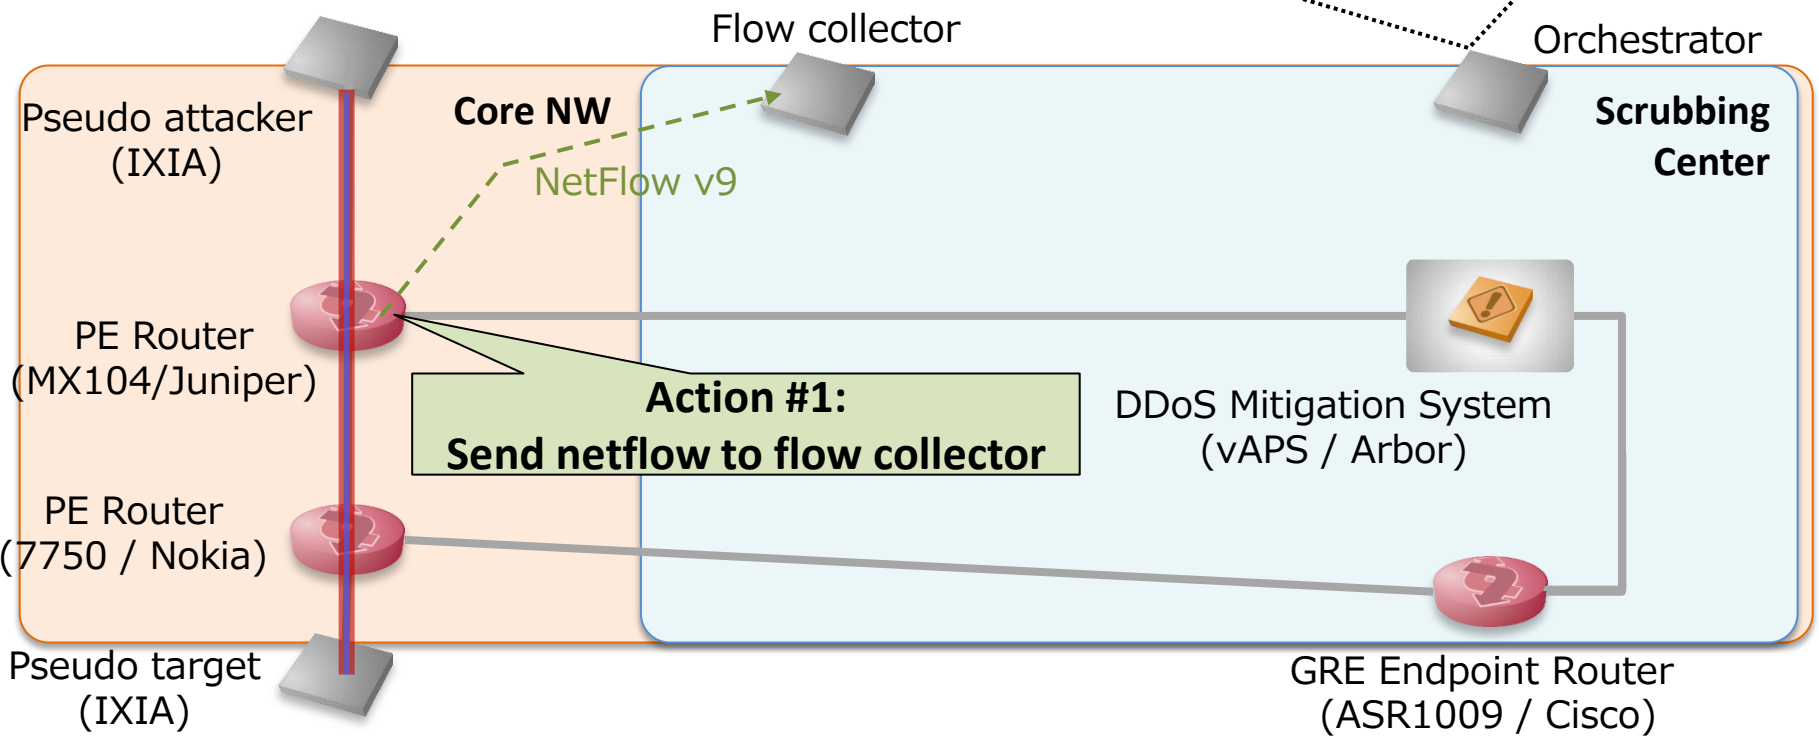 Flow collector
Orchestrator
Pseudo attacker
(IXIA)
Core NW
Scrubbing
Center
NetFlow v9
PE Router
(MX104/Juniper)
Action #1:
Send netflow to flow collector
DDoS Mitigation System
(vAPS / Arbor)
PE Router
(7750 / Nokia)
Pseudo target
(IXIA)
GRE Endpoint Router
(ASR1009 / Cisco)